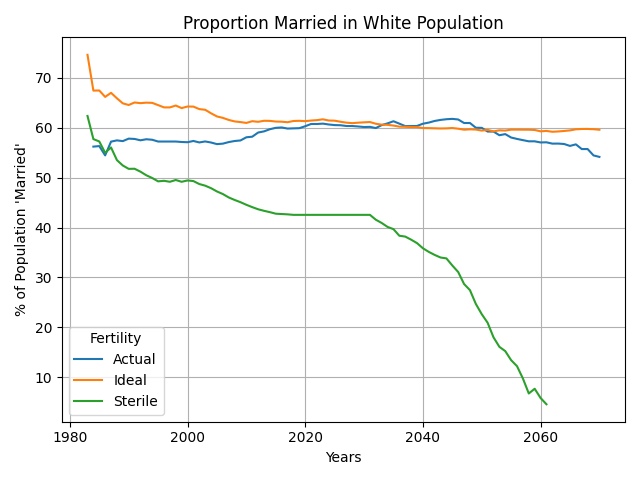 Proportion Married in White Population
% of Population 'Married'
70
60
50
40
30
20
10
Fertility
Actual
Ideal
Sterile
1980
2000
2020
2040
2060
Years